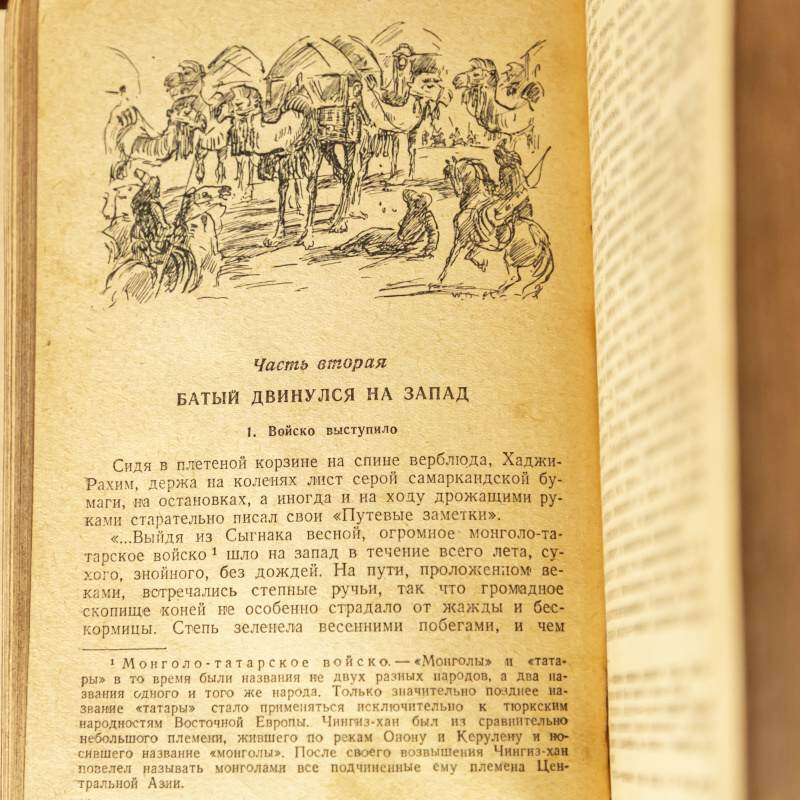 Часть вторая
БАТЫЙ ДВИНУЛСЯ НА ЗАПАД
1. Войско выступило
Сидя в плетеной корзине на спине верблюда, Хаджи-
Рахим, держа на коленях лист серой самаркандской бу-
маги, на остановках, а иногда и на ходу дрожащими ру-
ками старательно писал свои «Путевые заметки».
«...Выйдя из Сыгнака весной, огромное монголо-та-
тарское войско ¹ шло на запад в течение всего лета, су-
хого, знойного, без дождей. На пути, проложенном ве-
ками, встречались степные ручьи, так что громадное
скопище коней не особенно страдало от жажды и бес-
кормицы. Степь зеленела весенними побегами, и чем
¹ Монголо-татарское войско. — «Монголы» и «тата-
ры» в то время были названия не двух разных народов, а два на-
звания одного и того же народа. Только значительно позднее на-
звание «татары» стало применяться исключительно к тюркским
народностям Восточной Европы. Чингиз-хан был из сравнительно
небольшого племени, жившего по рекам Онону и Керулену и но-
сившего название «монголы». После своего возвышения Чингиз-хан
повелел называть монголами все подчиненные ему племена Цен-
тральной Азии.